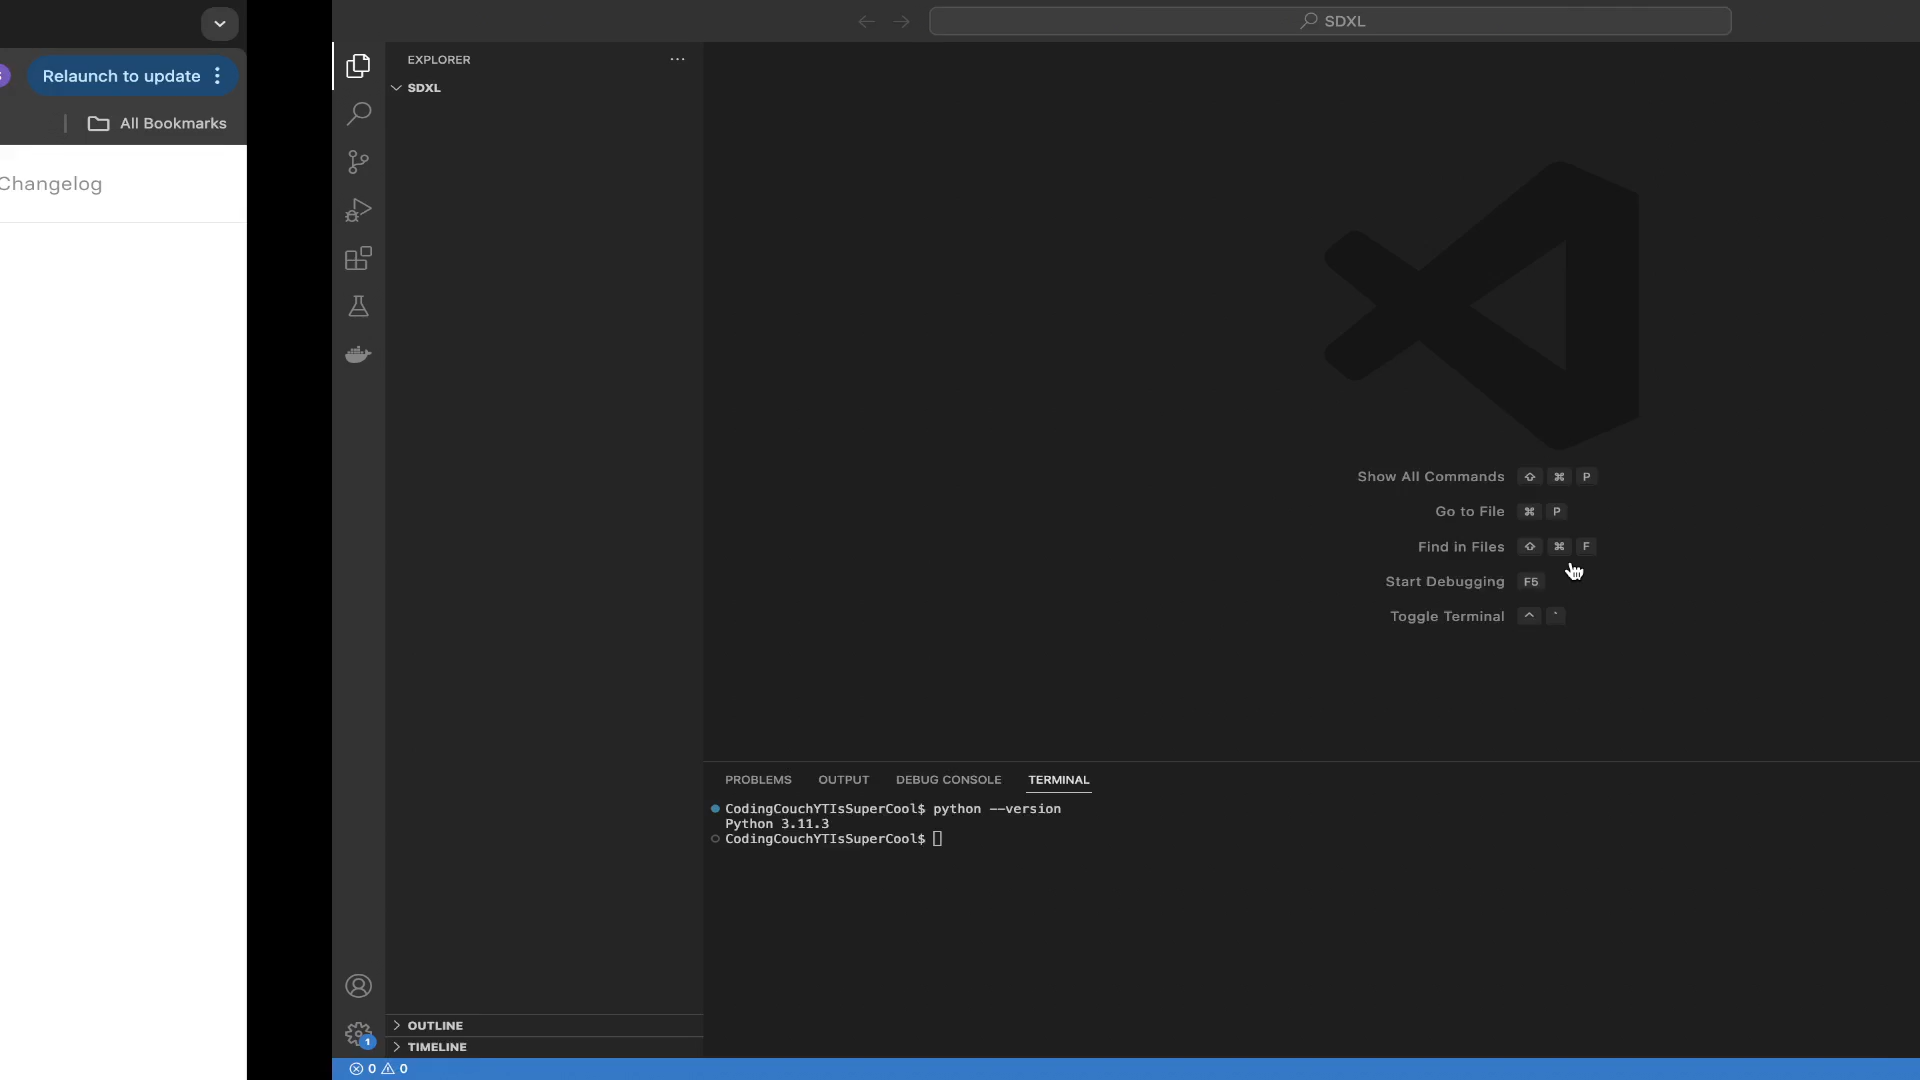 Relaunch to update
All Bookmarks
Changelog
SDXL
EXPLORER
SDXL
Show All Commands ⇧ ⌘ P
Go to File ⌘ P
Find in Files ⇧ ⌘ F
Start Debugging F5
Toggle Terminal ^ `
PROBLEMS OUTPUT DEBUG CONSOLE TERMINAL
CodingCouchYTIsSuperCool$ python --version
Python 3.11.3
CodingCouchYTIsSuperCool$
OUTLINE
1
TIMELINE
0 0